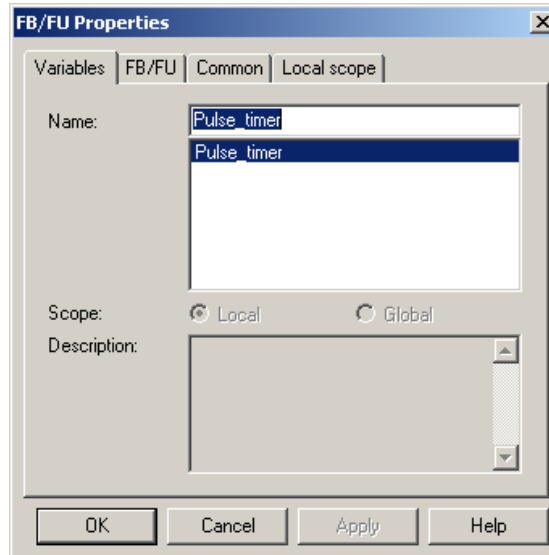 FB/FU Properties
Variables FB/FU Common Local scope
Name: Pulse_timer
Pulse_timer
Scope: Local Global
Description:
OK Cancel Apply Help